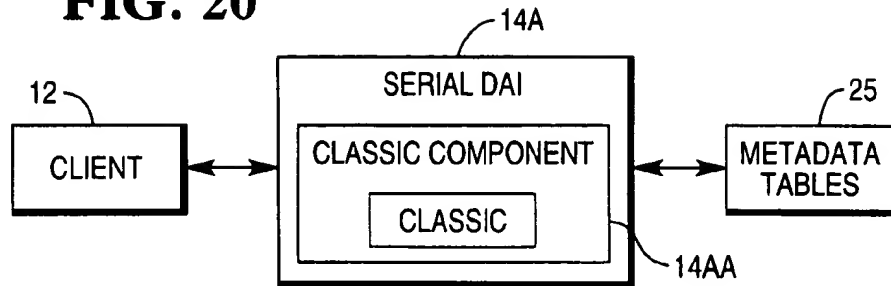 FIG. 20
14A
12
25
SERIAL DAI
CLIENT
CLASSIC COMPONENT
CLASSIC
METADATA
TABLES
14AA